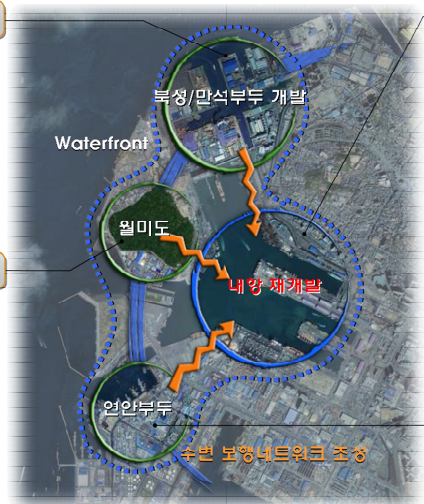 북성/만석부두 개발
Waterfront
월미도
내항 재개발
연안부두
수변 보행네트워크 조성